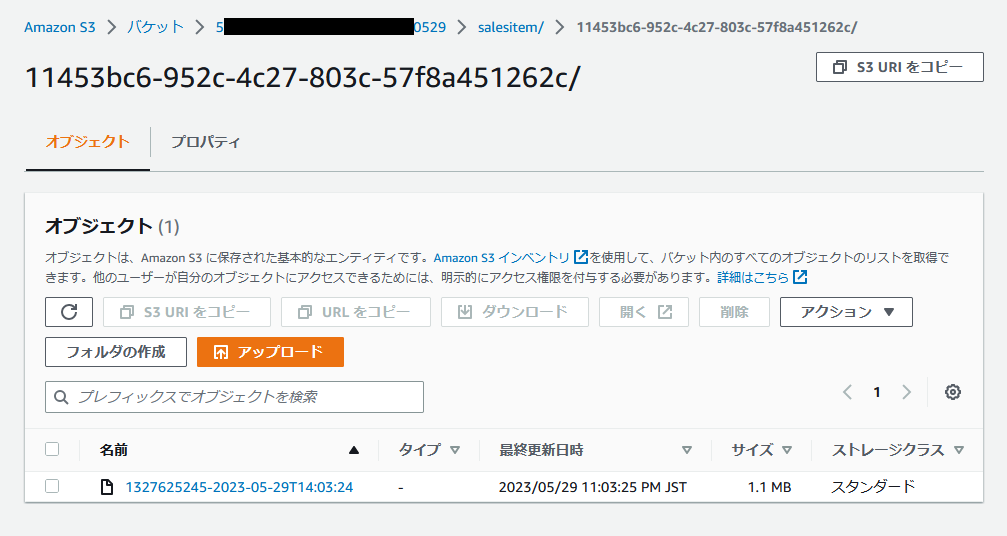 Amazon S3 > バケット > 5 0529 > salesitem/ > 11453bc6-952c-4c27-803c-57f8a451262c/
11453bc6-952c-4c27-803c-57f8a451262c/
S3 URI をコピー
オブジェクト プロパティ
オブジェクト (1)
オブジェクトは、Amazon S3 に保存された基本的なエンティティです。Amazon S3 インベントリ を使用して、バケット内のすべてのオブジェクトのリストを取得で
きます。他のユーザーが自分のオブジェクトにアクセスできるためには、明示的にアクセス権限を付与する必要があります。詳細はこちら
S3 URI をコピー URL をコピー ダウンロード 開く 削除 アクション
フォルダの作成 アップロード
プレフィックスでオブジェクトを検索 1
名前 タイプ 最終更新日時 サイズ ストレージクラス
1327625245-2023-05-29T14:03:24 - 2023/05/29 11:03:25 PM JST 1.1 MB スタンダード